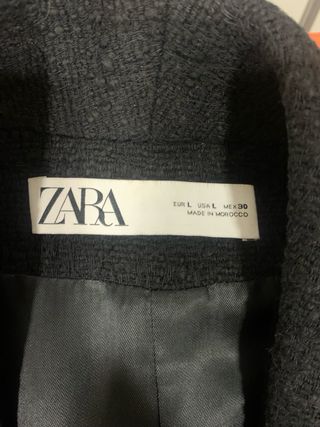 ZARA
EUR L USA L MEX 30
MADE IN MOROCCO